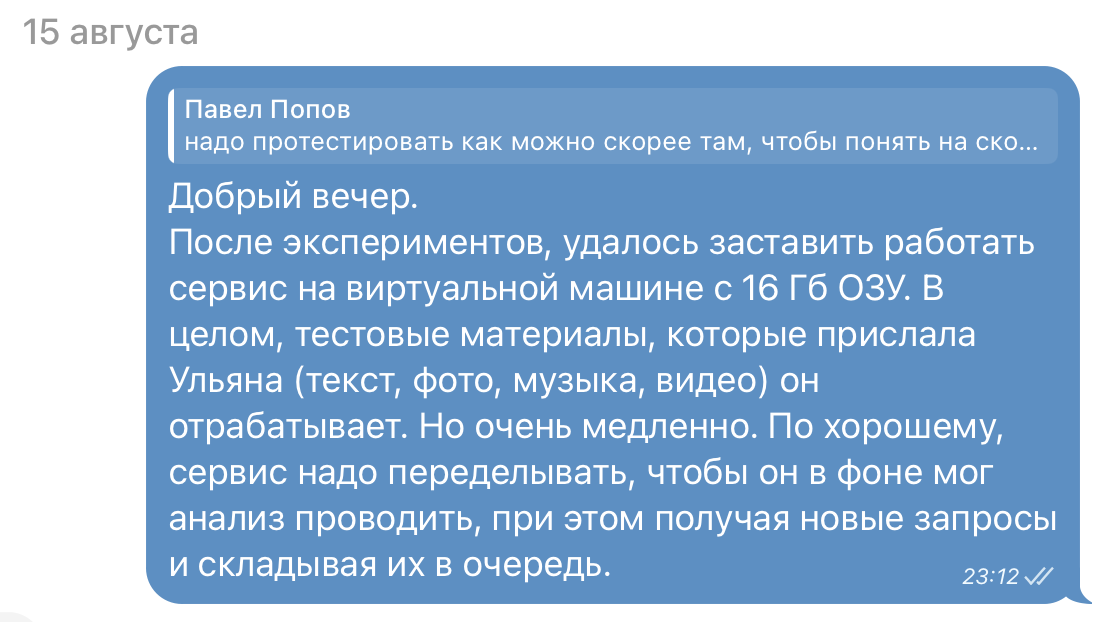 15 августа
Павел Попов
надо протестировать как можно скорее там, чтобы понять на ско...
Добрый вечер.
После экспериментов, удалось заставить работать
сервис на виртуальной машине с 16 Гб ОЗУ. В
целом, тестовые материалы, которые прислала
Ульяна (текст, фото, музыка, видео) он
отрабатывает. Но очень медленно. По хорошему,
сервис надо переделывать, чтобы он в фоне мог
анализ проводить, при этом получая новые запросы
и складывая их в очередь.
23:12